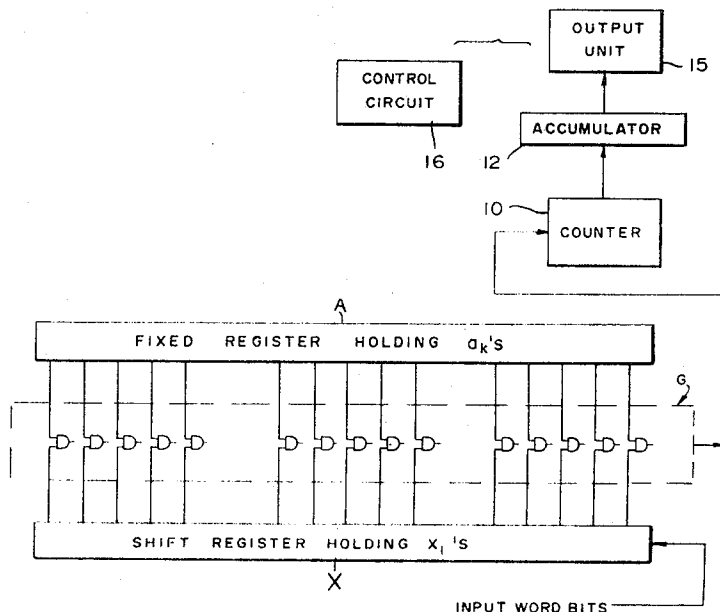 OUTPUT
UNIT
15
CONTROL
CIRCUIT
16
ACCUMULATOR
12
10
COUNTER
A
FIXED REGISTER HOLDING ak's
G
SHIFT REGISTER HOLDING xi's
X
INPUT WORD BITS